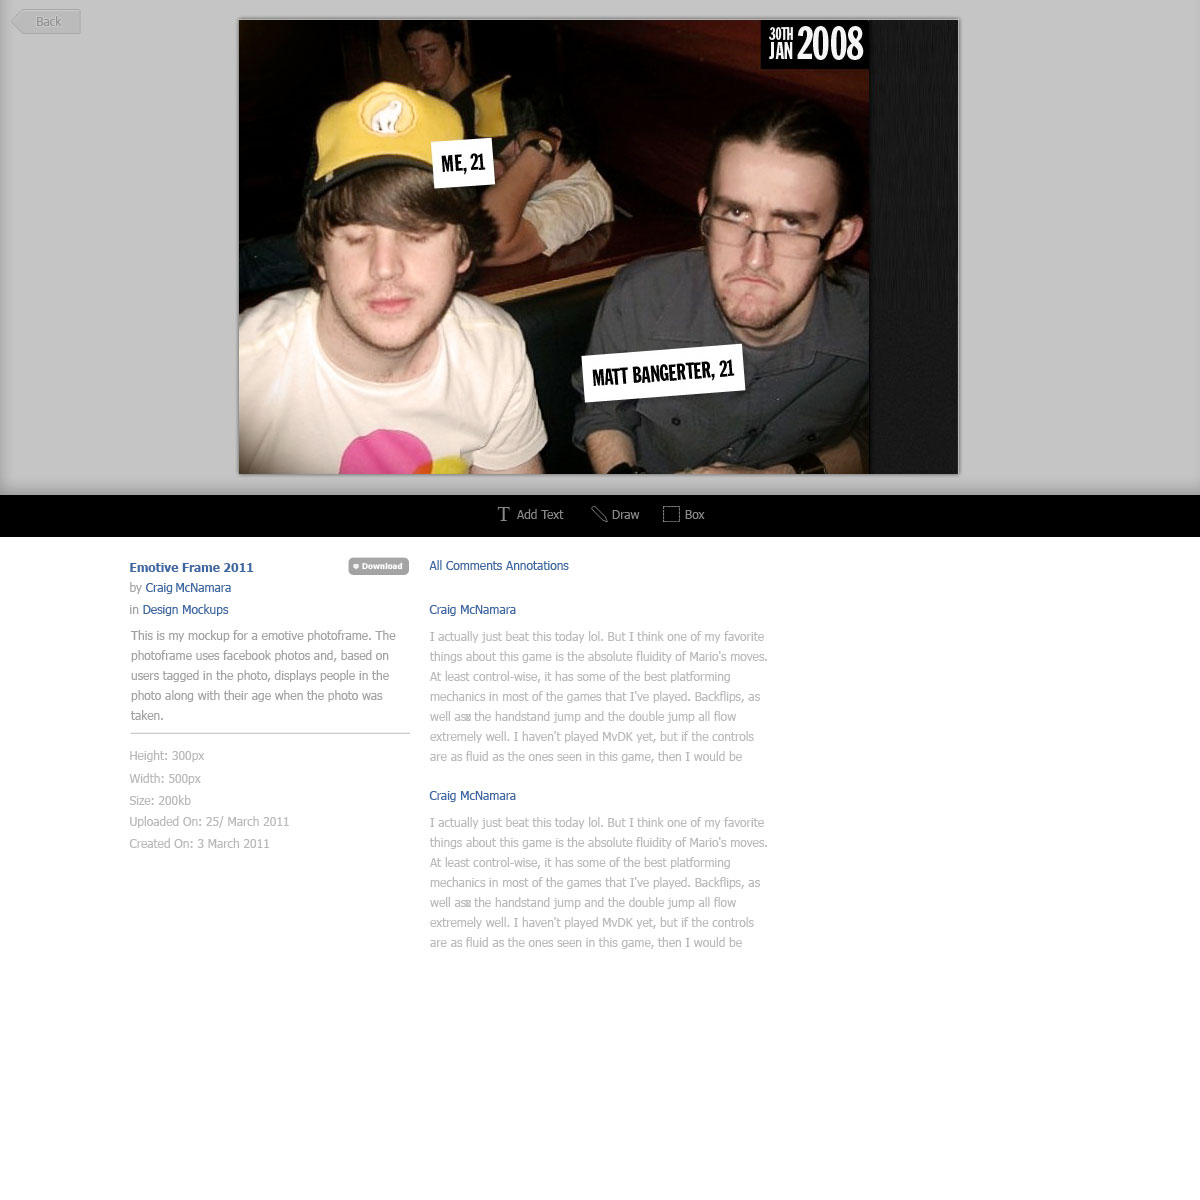 Back
30TH
JAN 2008
ME, 21
MATT BANGERTER, 21
Add Text Draw Box
Emotive Frame 2011
Download
by Craig McNamara
in Design Mockups
This is my mockup for a emotive photoframe. The
photoframe uses facebook photos and, based on
users tagged in the photo, displays people in the
photo along with their age when the photo was
taken.
Height: 300px
Width: 500px
Size: 200kb
Uploaded On: 25/ March 2011
Created On: 3 March 2011
All Comments Annotations
Craig McNamara
I actually just beat this today lol. But I think one of my favorite
things about this game is the absolute fluidity of Mario's moves.
At least control-wise, it has some of the best platforming
mechanics in most of the games that I've played. Backflips, as
well as the handstand jump and the double jump all flow
extremely well. I haven't played MvDK yet, but if the controls
are as fluid as the ones seen in this game, then I would be
Craig McNamara
I actually just beat this today lol. But I think one of my favorite
things about this game is the absolute fluidity of Mario's moves.
At least control-wise, it has some of the best platforming
mechanics in most of the games that I've played. Backflips, as
well as the handstand jump and the double jump all flow
extremely well. I haven't played MvDK yet, but if the controls
are as fluid as the ones seen in this game, then I would be